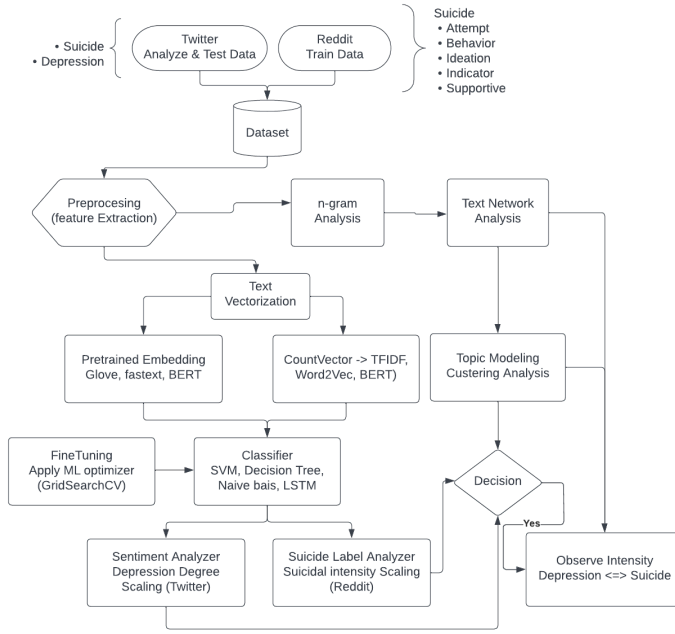 Twitter
Analyze & Test Data
Reddit
Train Data
• Suicide
• Depression
Suicide
• Attempt
• Behavior
• Ideation
• Indicator
• Supportive
Dataset
Preprocesing
(feature Extraction)
n-gram
Analysis
Text Network
Analysis
Text
Vectorization
Pretrained Embedding
Glove, fastext, BERT
CountVector -> TFIDF,
Word2Vec, BERT)
Topic Modeling
Custering Analysis
FineTuning
Apply ML optimizer
(GridSearchCV)
Classifier
SVM, Decision Tree,
Naive bais, LSTM
Decision
Yes
Sentiment Analyzer
Depression Degree
Scaling (Twitter)
Suicide Label Analyzer
Suicidal intensity Scaling
(Reddit)
Observe Intensity
Depression <=> Suicide